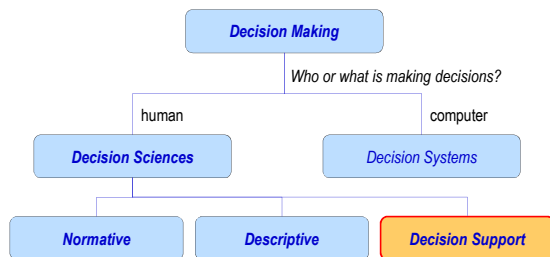 Decision Making
Who or what is making decisions?
human
computer
Decision Sciences
Decision Systems
Normative
Descriptive
Decision Support